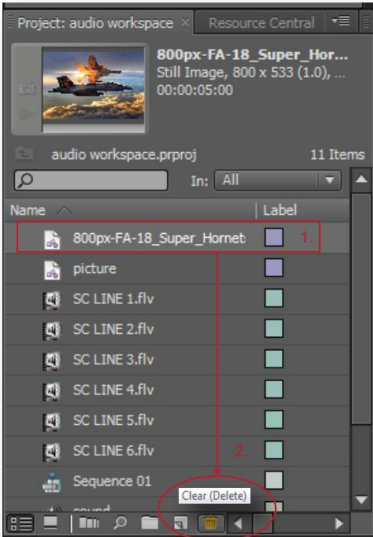 Project: audio workspace ×  Resource Central
800px-FA-18_Super_Hor...
Still Image, 800 x 533 (1.0), ...
00:00:05:00
audio workspace.prproj  11 Items
In: All
Name  Label
800px-FA-18_Super_Hornet  1.
picture
SC LINE 1.flv
SC LINE 2.flv
SC LINE 3.flv
SC LINE 4.flv
SC LINE 5.flv
SC LINE 6.flv  2.
Sequence 01
Clear (Delete)
sound